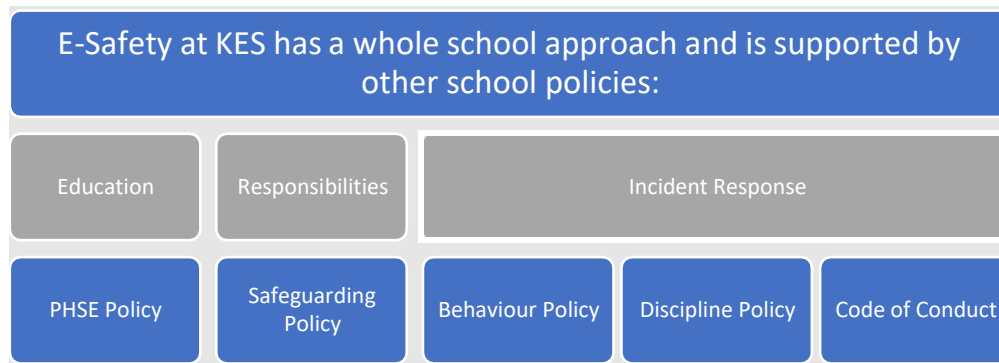 E-Safety at KES has a whole school approach and is supported by
other school policies:
Education
Responsibilities
Incident Response
PHSE Policy
Safeguarding
Policy
Behaviour Policy
Discipline Policy
Code of Conduct